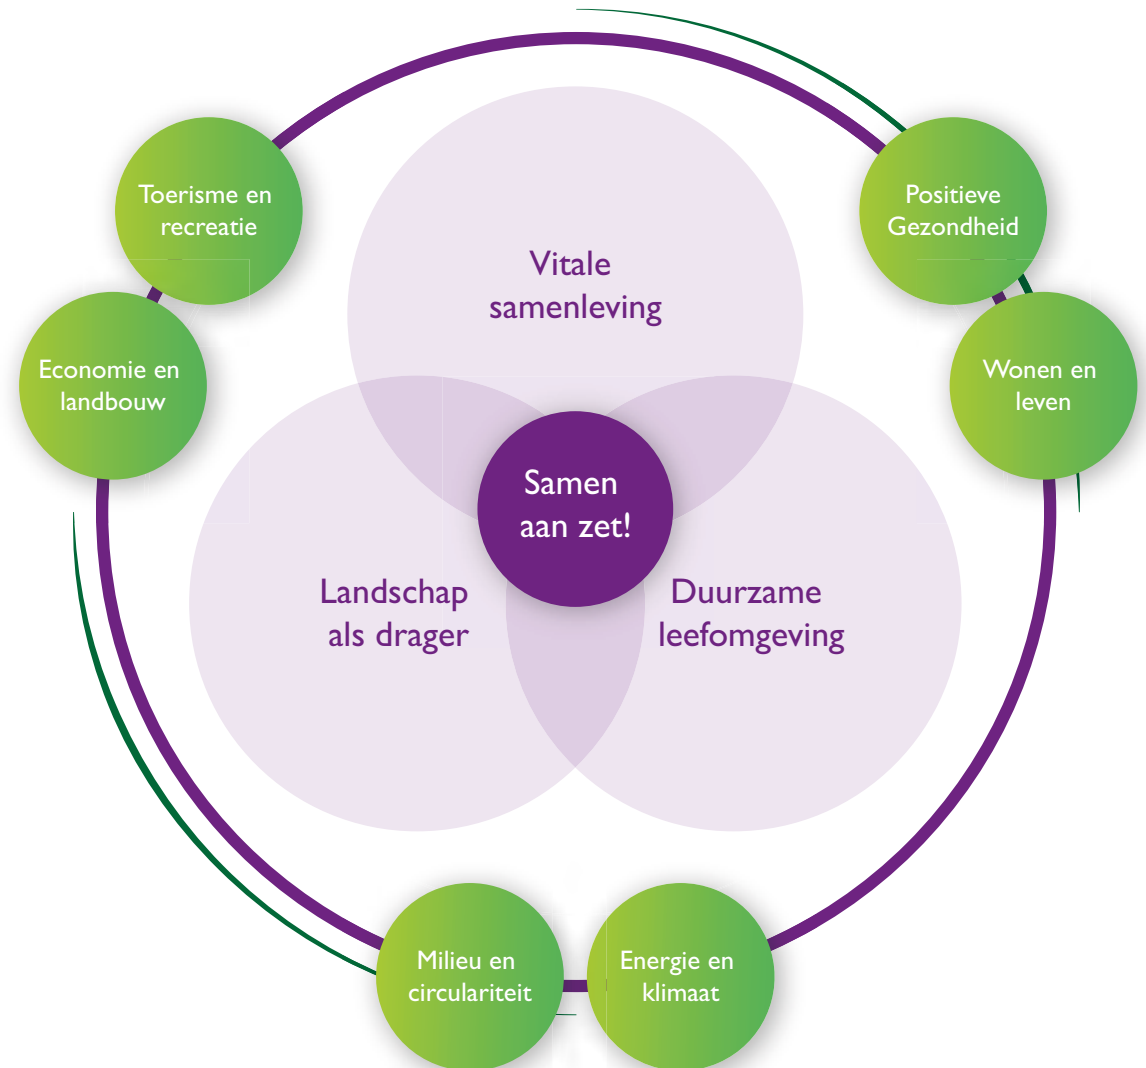 Toerisme en
recreatie
Positieve
Gezondheid
Vitale
samenleving
Economie en
landbouw
Wonen en
leven
Samen
aan zet!
Landschap
als drager
Duurzame
leefomgeving
Milieu en
circulariteit
Energie en
klimaat